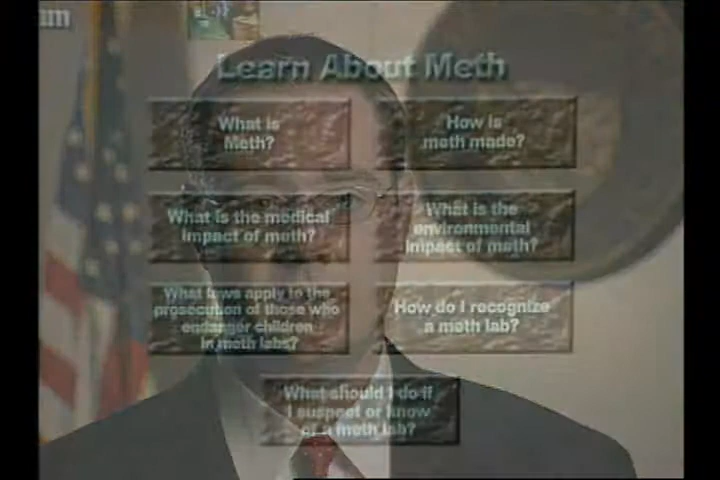 Learn About Meth
What is
Meth?
How is
meth made?
What is the medical
impact of meth?
What is the
environmental
impact of meth?
What laws apply to the
prosecution of those who
endanger children
in meth labs?
How do I recognize
a meth lab?
What should I do if
I suspect or know
of a meth lab?